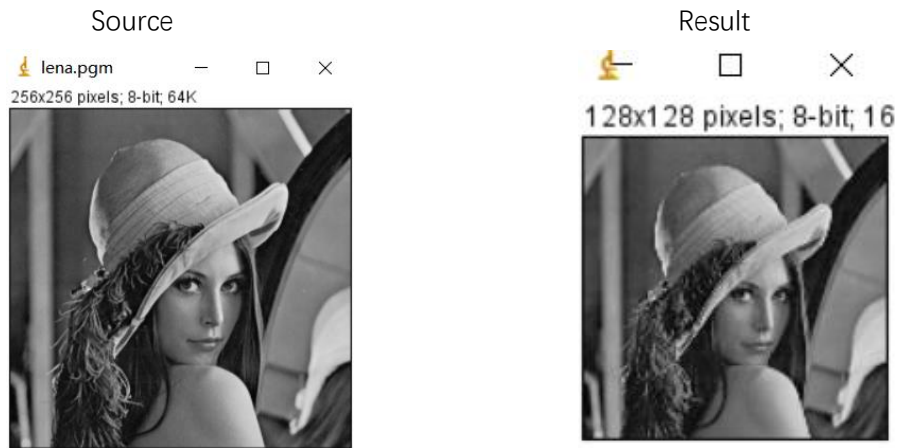 Source
Result
lena.pgm
256x256 pixels; 8-bit; 64K
128x128 pixels; 8-bit; 16